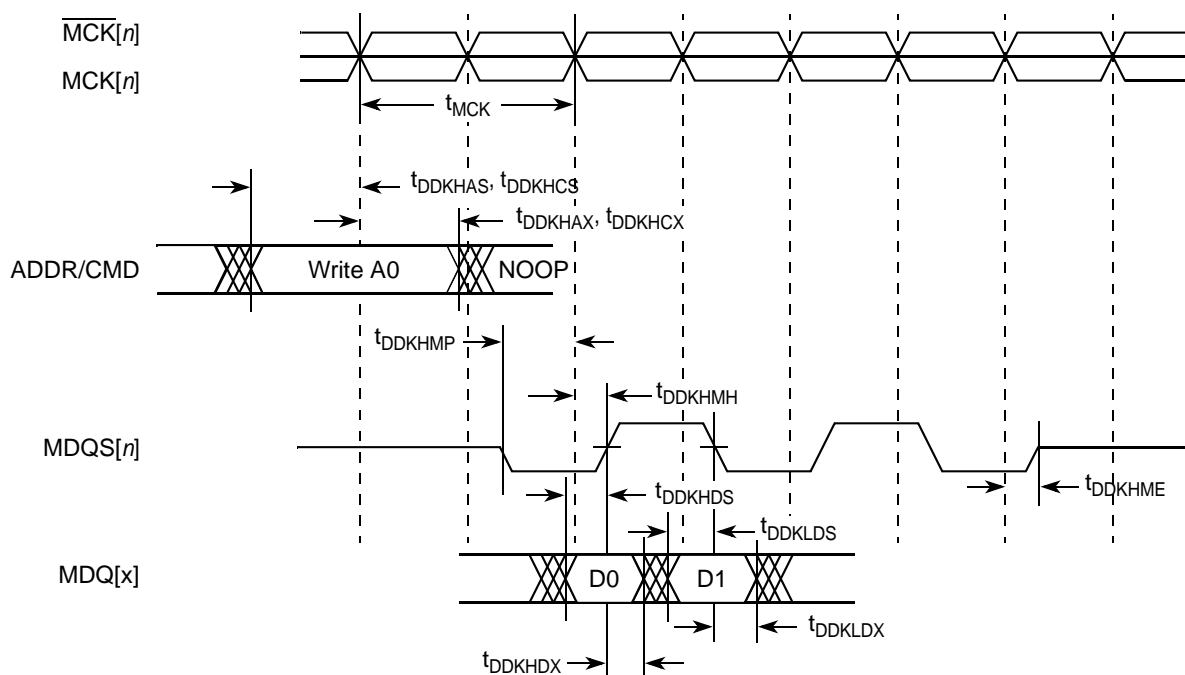 MCK[n]
MCK[n]
tMCK
tDDKHAS, tDDKHCS
tDDKHAX, tDDKHCX
ADDR/CMD
Write A0
NOOP
tDDKHMP
tDDKHMH
MDQS[n]
tDDKHDS
tDDKHME
tDDKLDS
MDQ[x]
D0
D1
tDDKLDX
tDDKHDX